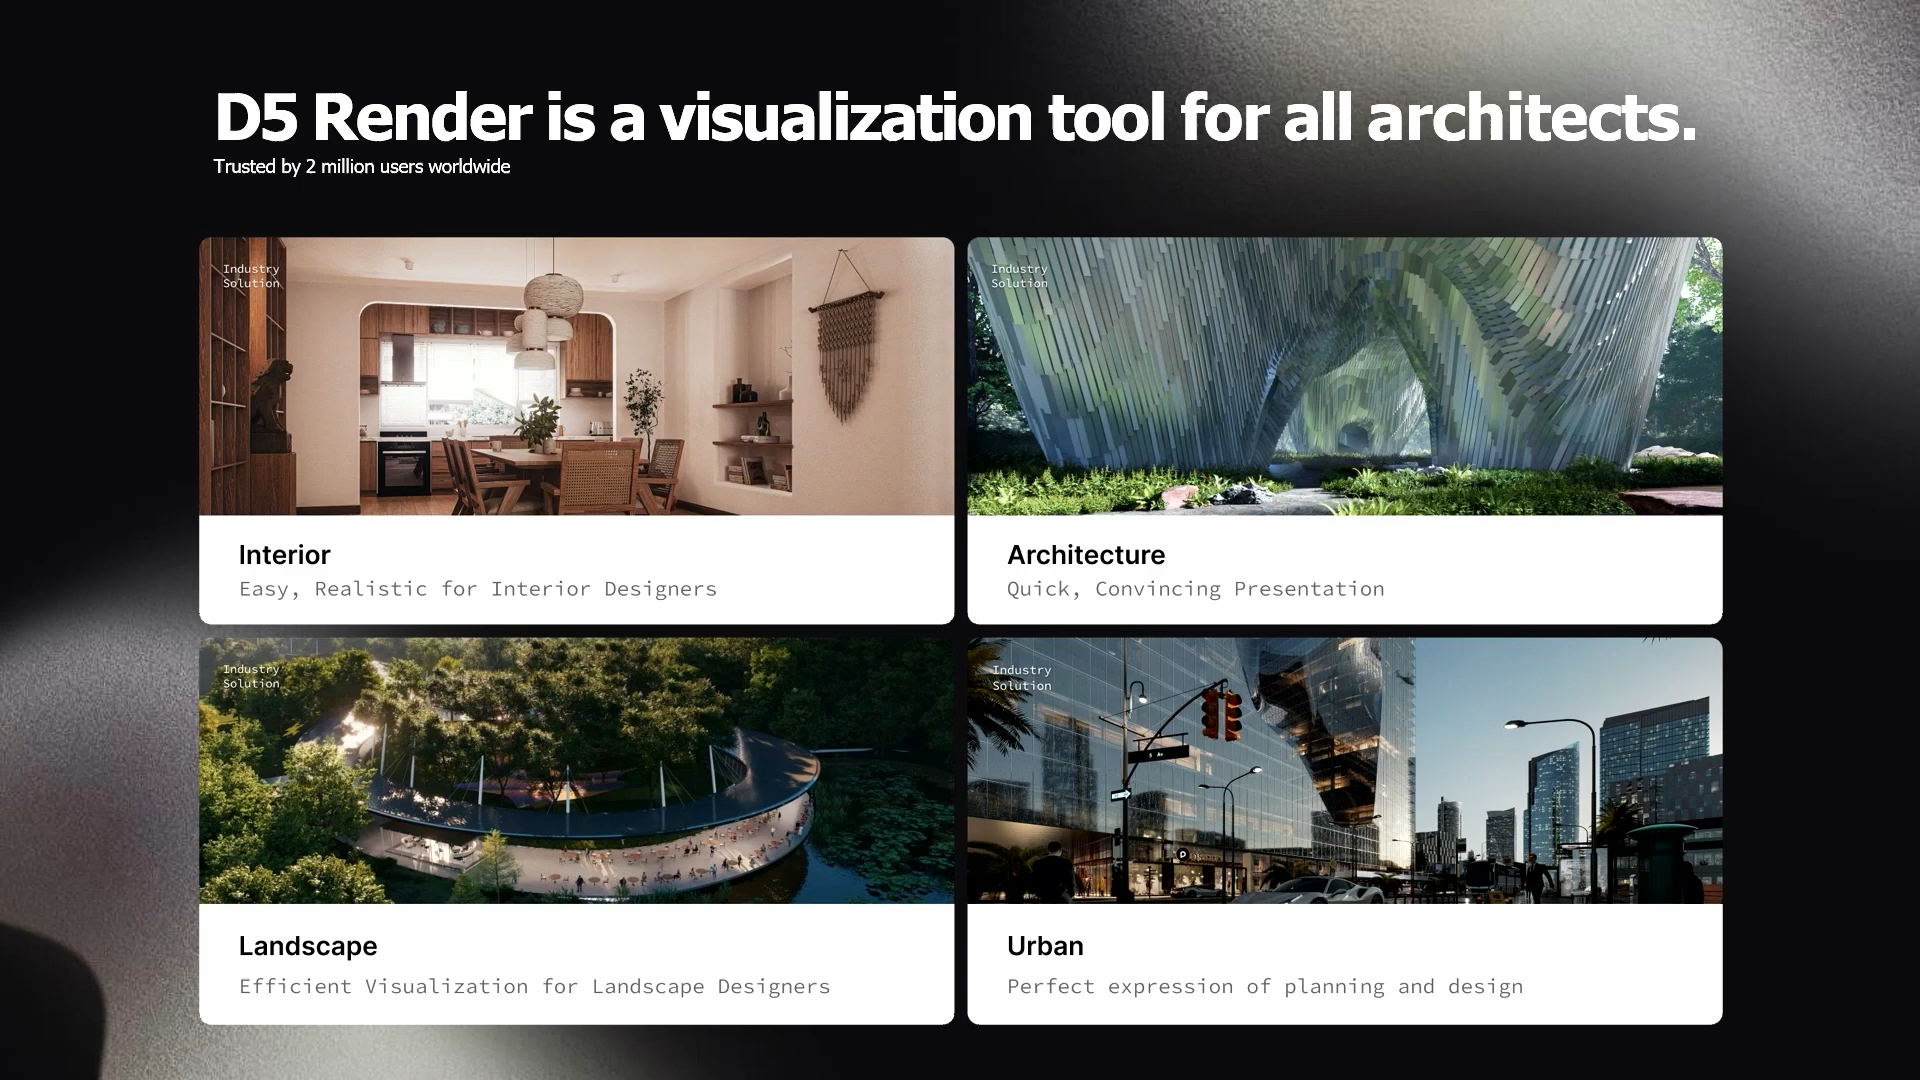 D5 Render is a visualization tool for all architects.
Trusted by 2 million users worldwide
Industry
Solution
Interior
Easy, Realistic for Interior Designers
Industry
Solution
Architecture
Quick, Convincing Presentation
Industry
Solution
Landscape
Efficient Visualization for Landscape Designers
Industry
Solution
Urban
Perfect expression of planning and design